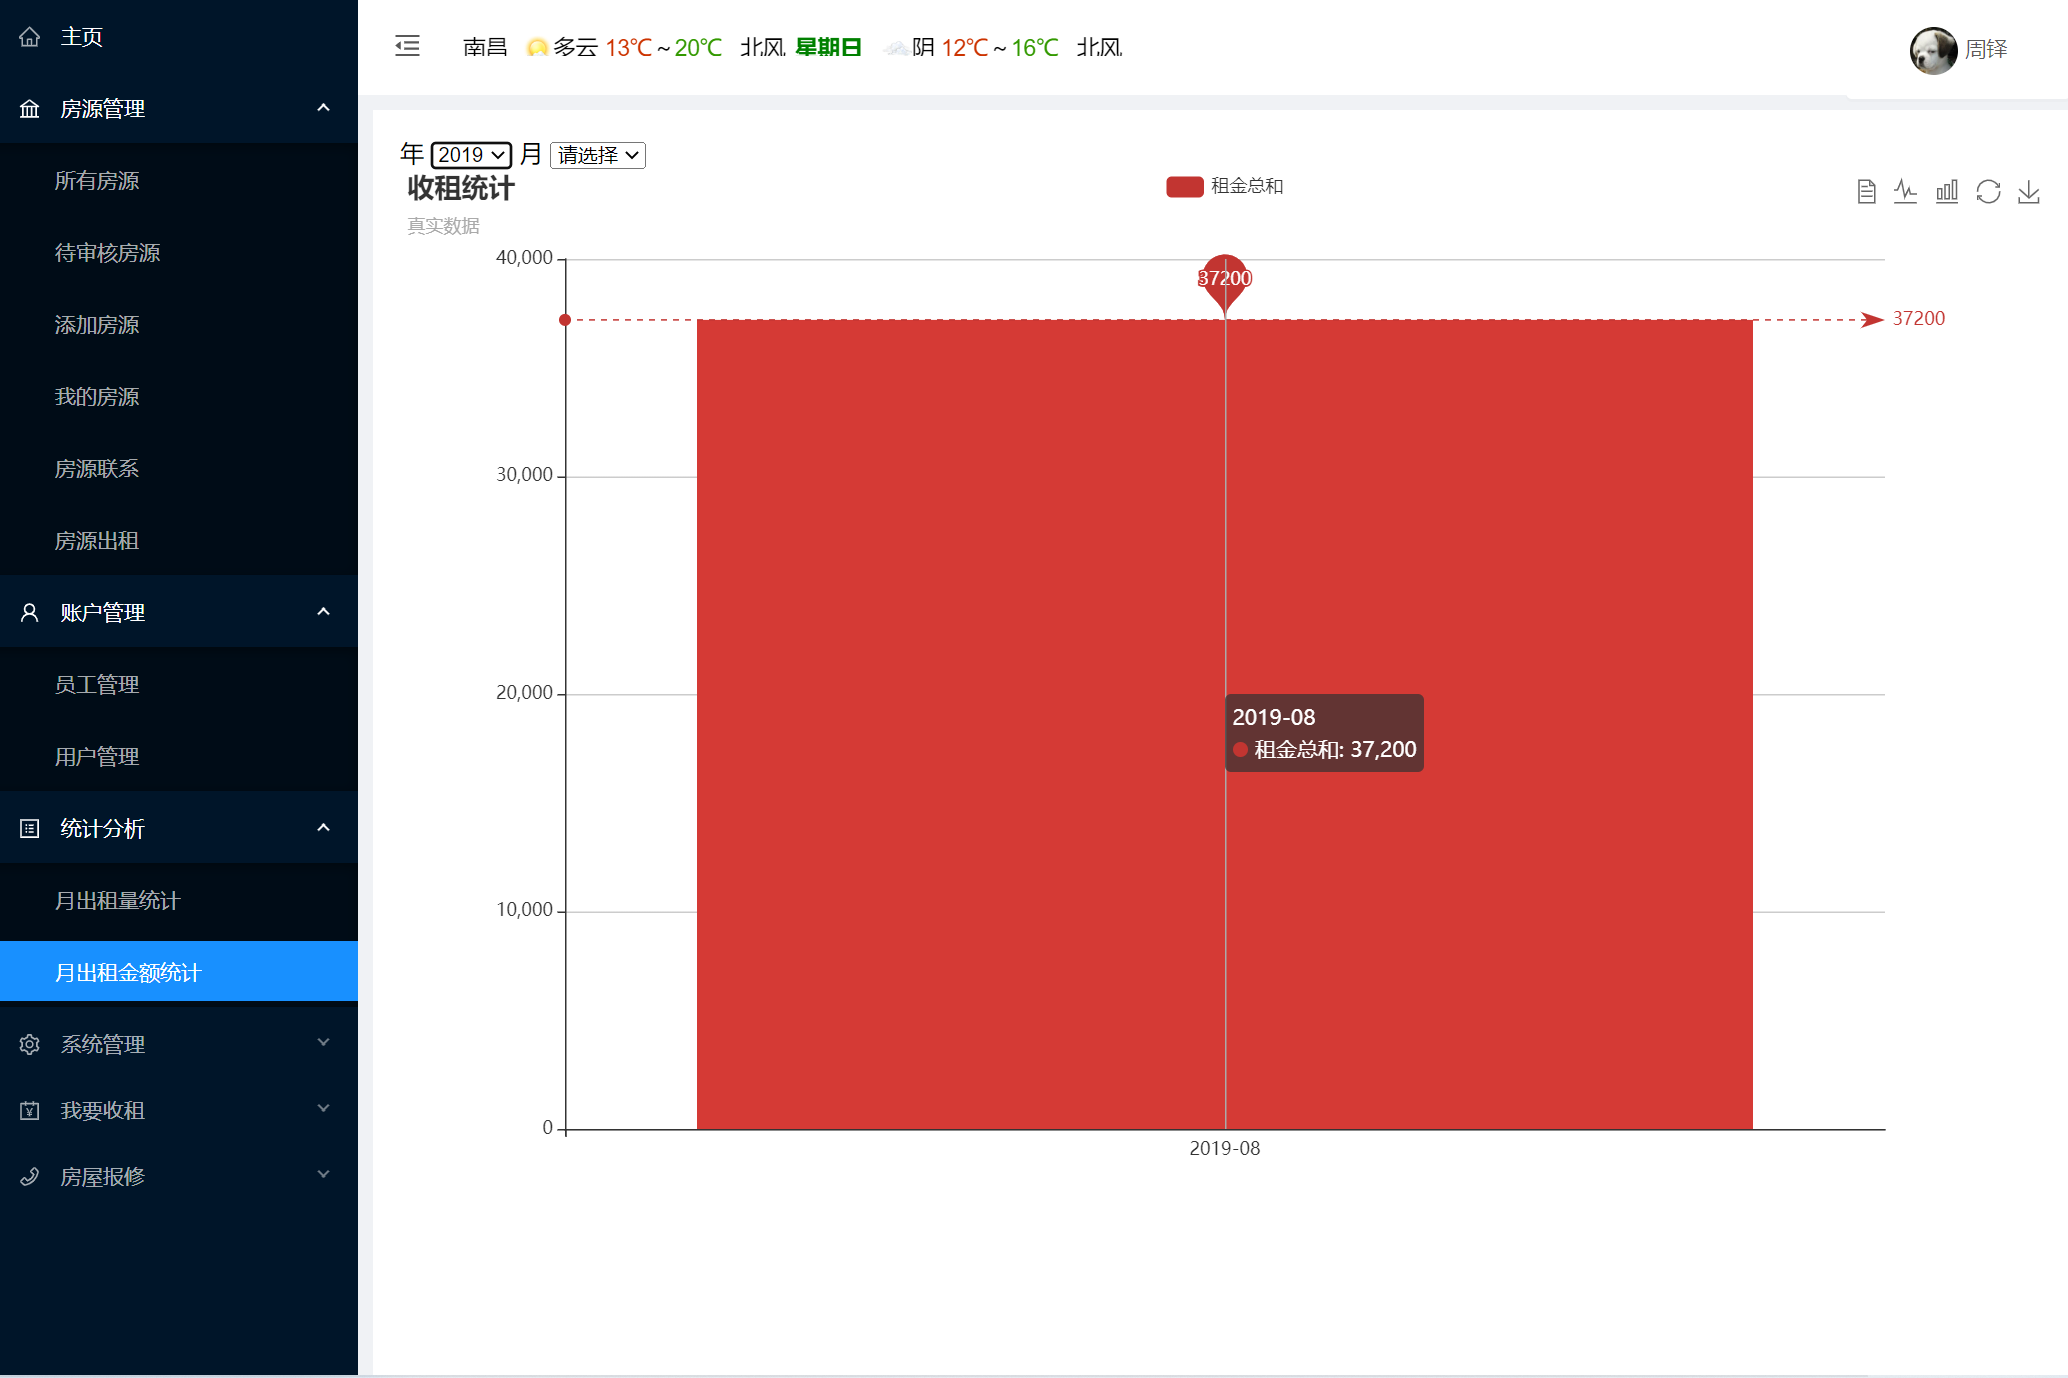 主页
房源管理
所有房源
待审核房源
添加房源
我的房源
房源联系
房源出租
账户管理
员工管理
用户管理
统计分析
月出租量统计
月出租金额统计
系统管理
我要收租
房屋报修
南昌 多云 13℃～20℃ 北风 星期日 阴 12℃～16℃ 北风
周铎
年 2019 月 请选择
收租统计
真实数据
租金总和
40,000
30,000
20,000
10,000
0
37200
37200
2019-08
租金总和: 37,200
2019-08